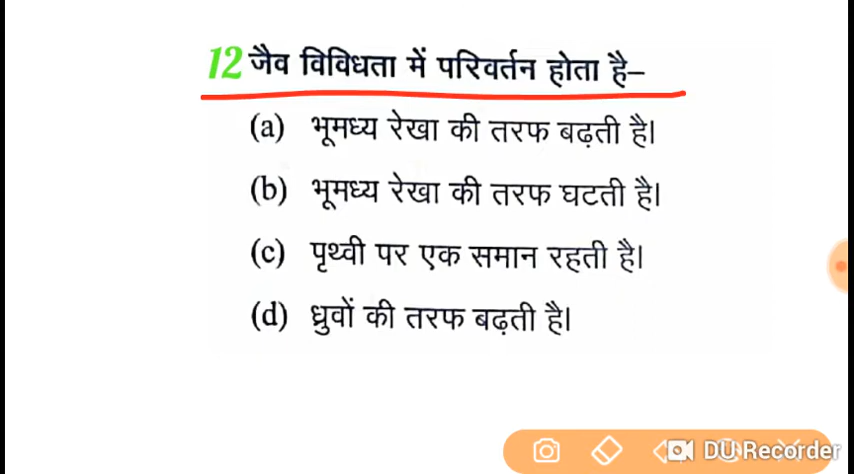 12 जैव विविधता में परिवर्तन होता है–
(a) भूमध्य रेखा की तरफ बढ़ती है।
(b) भूमध्य रेखा की तरफ घटती है।
(c) पृथ्वी पर एक समान रहती है।
(d) ध्रुवों की तरफ बढ़ती है।
DU Recorder